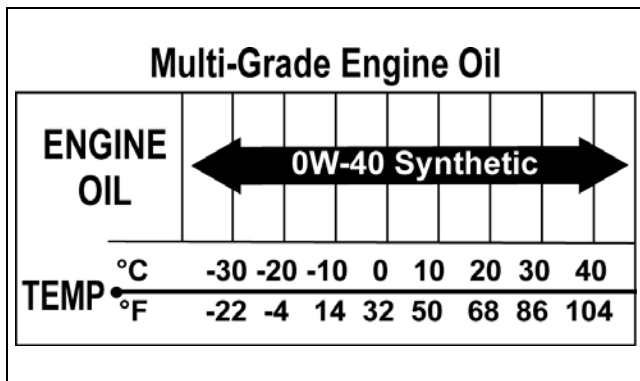 Multi-Grade Engine Oil
ENGINE
OIL
0W-40 Synthetic
°C -30 -20 -10 0 10 20 30 40
TEMP
°F -22 -4 14 32 50 68 86 104